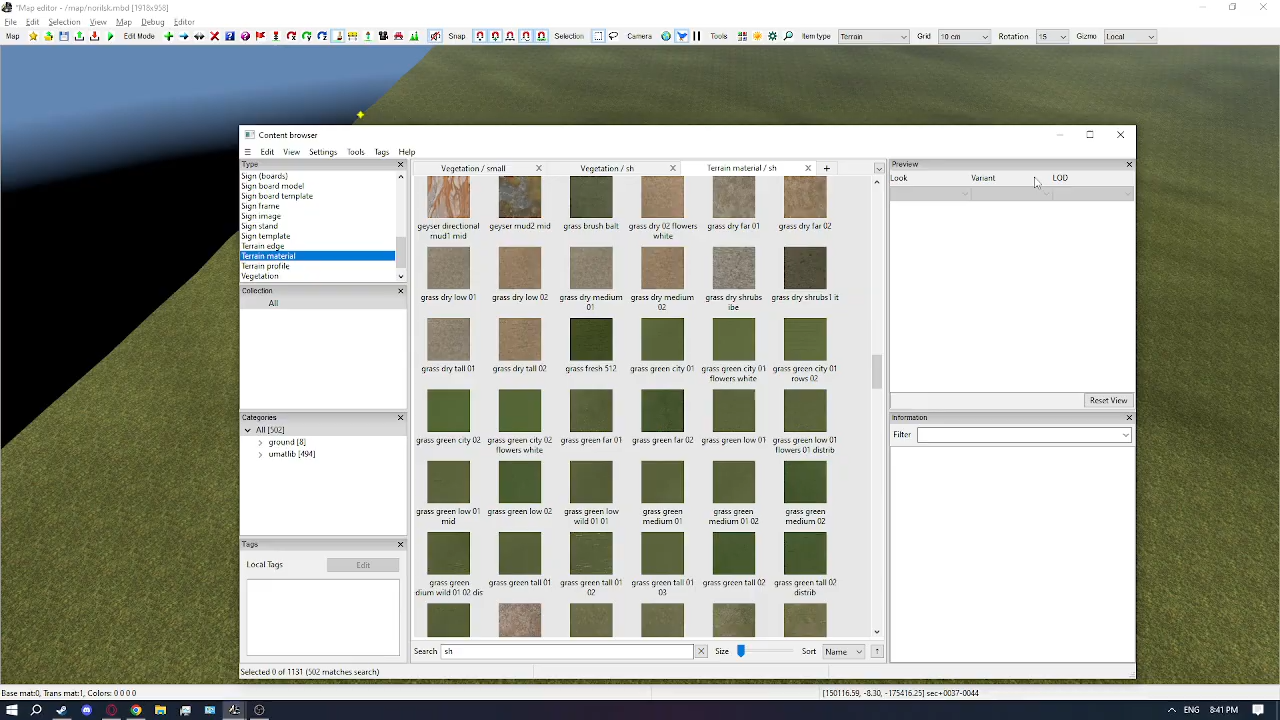 *Map editor - /map/norilsk.mbd [1918x958]
File Edit Selection View Map Debug Editor
Map Edit Mode Snap Selection Camera Tools Item type Terrain Grid 10 cm Rotation 15 Gizmo Local
Content browser
Edit View Settings Tools Tags Help
Type
Sign (boards)
Sign board model
Sign board template
Sign frame
Sign image
Sign stand
Sign template
Terrain edge
Terrain material
Terrain profile
Vegetation
Collection
All
Categories
All [502]
ground [8]
umatlib [494]
Tags
Local Tags Edit
Vegetation / small Vegetation / sh Terrain material / sh
geyser directional mud1 mid
geyser mud2 mid
grass brush balt
grass dry 02 flowers white
grass dry far 01
grass dry far 02
grass dry low 01
grass dry low 02
grass dry medium 01
grass dry medium 02
grass dry shrubs ibe
grass dry shrubs1 it
grass dry tall 01
grass dry tall 02
grass fresh 512
grass green city 01
grass green city 01 flowers white
grass green city 01 rows 02
grass green city 02
grass green city 02 flowers white
grass green far 01
grass green far 02
grass green low 01
grass green low 01 flowers 01 distrib
grass green low 01 mid
grass green low 02
grass green low wild 01 01
grass green medium 01
grass green medium 01 02
grass green medium 02
grass green dium wild 01 02 dis
grass green tall 01
grass green tall 01 02
grass green tall 01 03
grass green tall 02
grass green tall 02 distrib
Search sh Size Sort Name
Selected 0 of 1131 (502 matches search)
Preview
Look Variant LOD
Reset View
Information
Filter
Base mat:0, Trans mat:1, Colors: 0 0 0 0
[150116.59, -8.30, -175416.25] sec+0037-0044
ENG 8:41 PM